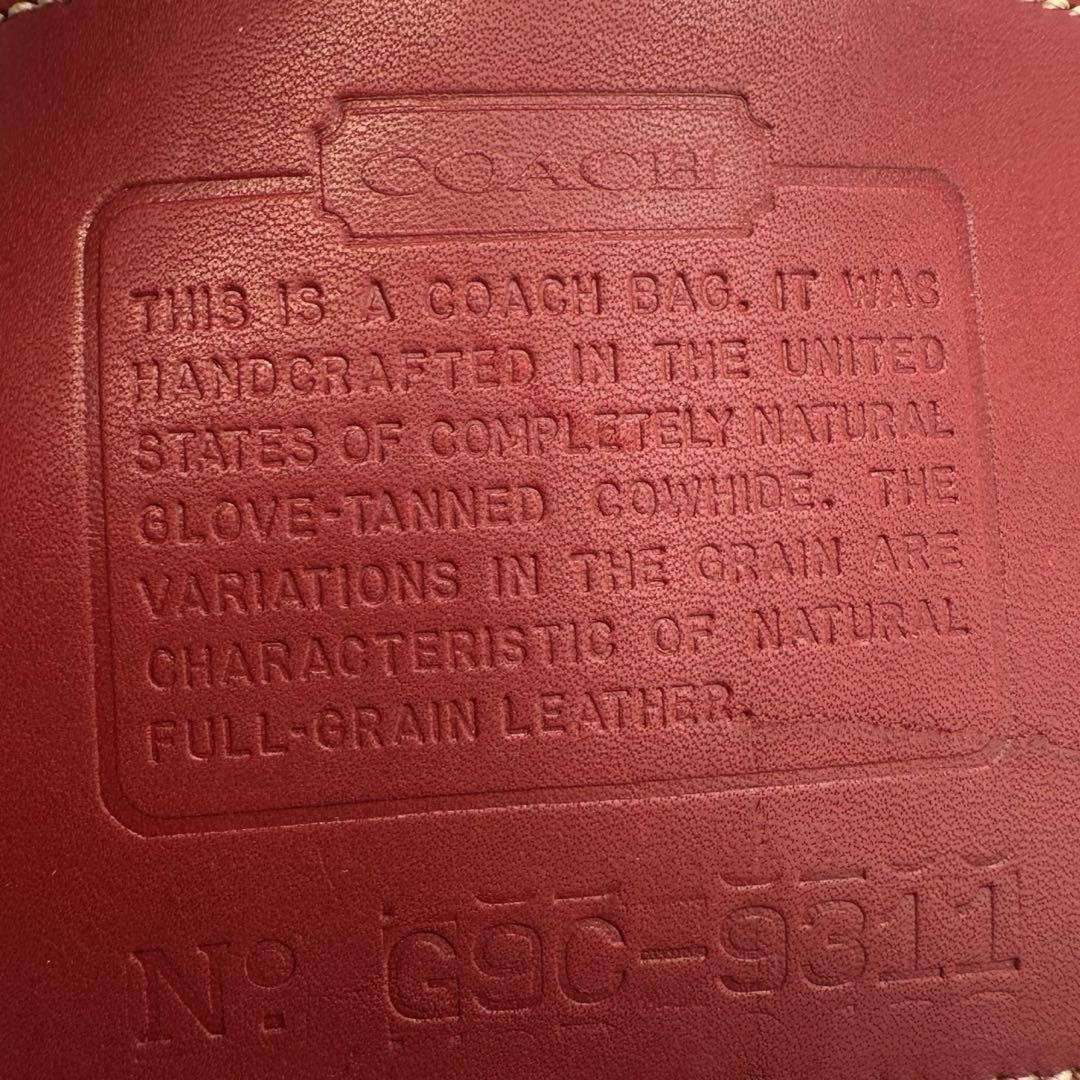 COACH
THIS IS A COACH BAG. IT WAS
HANDCRAFTED IN THE UNITED
STATES OF COMPLETELY NATURAL
GLOVE-TANNED COWHIDE. THE
VARIATIONS IN THE GRAIN ARE
CHARACTERISTIC OF NATURAL
FULL-GRAIN LEATHER.
No. G9C-9311